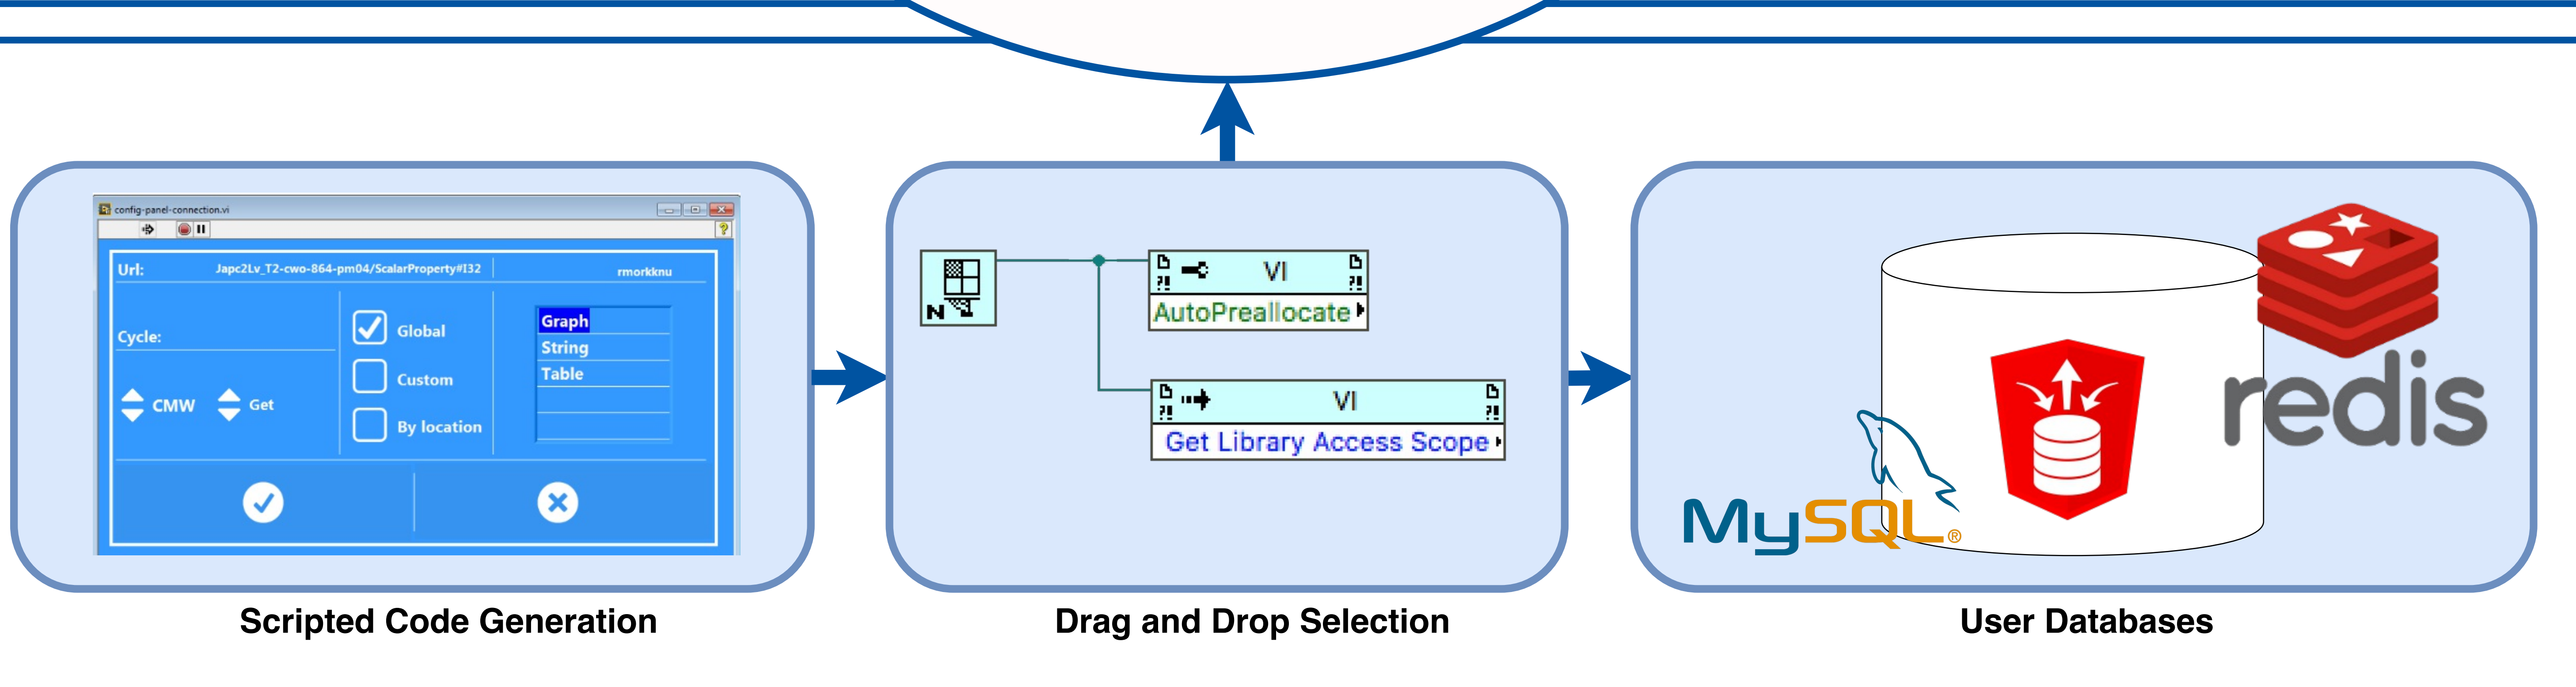 config-panel-connection.vi
?
Url: Japc2Lv_T2-cwo-864-pm04/ScalarProperty#I32 rmorkknu
Cycle:
CMW Get
Global
Custom
By location
Graph
String
Table
Scripted Code Generation
N
?! VI ?!
AutoPreallocate
?! VI ?!
Get Library Access Scope
Drag and Drop Selection
redis
MySQL®
User Databases